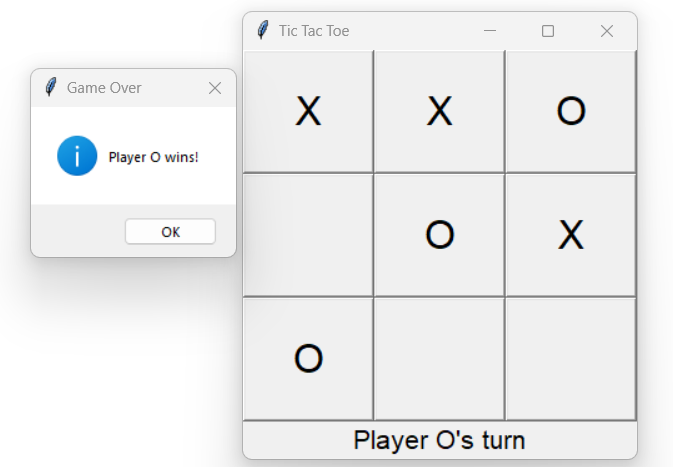 Game Over
Player O wins!
OK
Tic Tac Toe
X X O
O X
O
Player O's turn